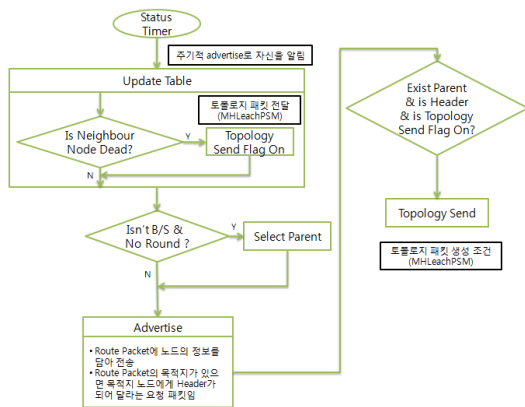 Status
Timer
주기적 advertise로 자신을 알림
Update Table
토폴로지 패킷 전달
(MHLeachPSM)
Is Neighbour
Node Dead?
Y
Topology
Send Flag On
N
Isn't B/S &
No Round ?
Y
Select Parent
N
Advertise
• Route Packet에 노드의 정보를
담아 전송
• Route Packet의 목적지가 있으
면 목적지 노드에게 Header가
되어 달라는 요청 패킷임
Exist Parent
& is Header
& is Topology
Send Flag On?
Topology Send
토폴로지 패킷 생성 조건
(MHLeachPSM)